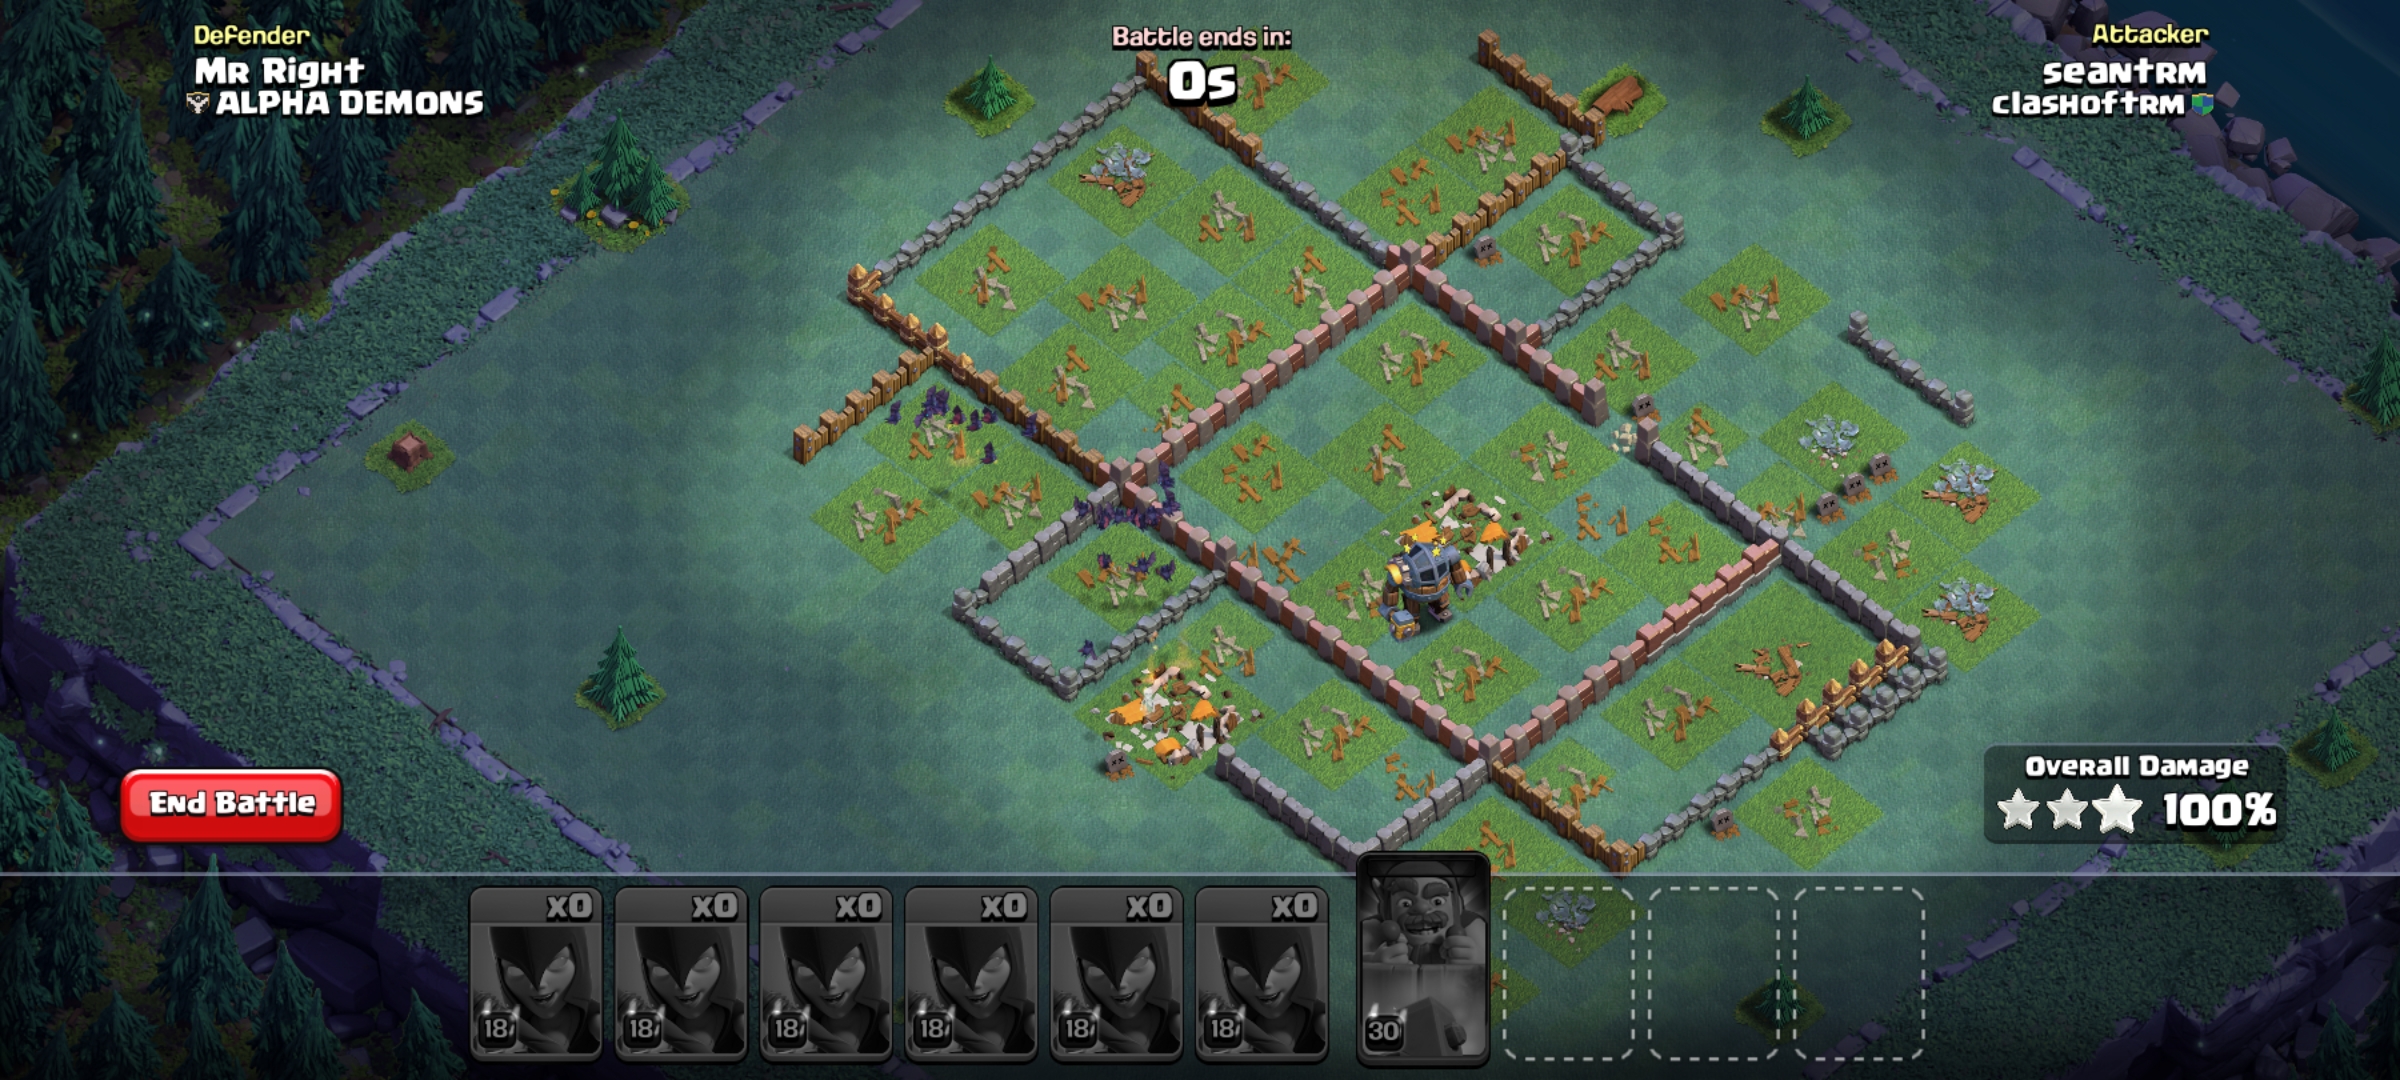 Defender
Mr Right
ALPHA DEMONS
Battle ends in:
0s
Attacker
seantrm
clashoftrm
End Battle
Overall Damage
100%
x0
x0
x0
x0
x0
x0
18
18
18
18
18
18
30